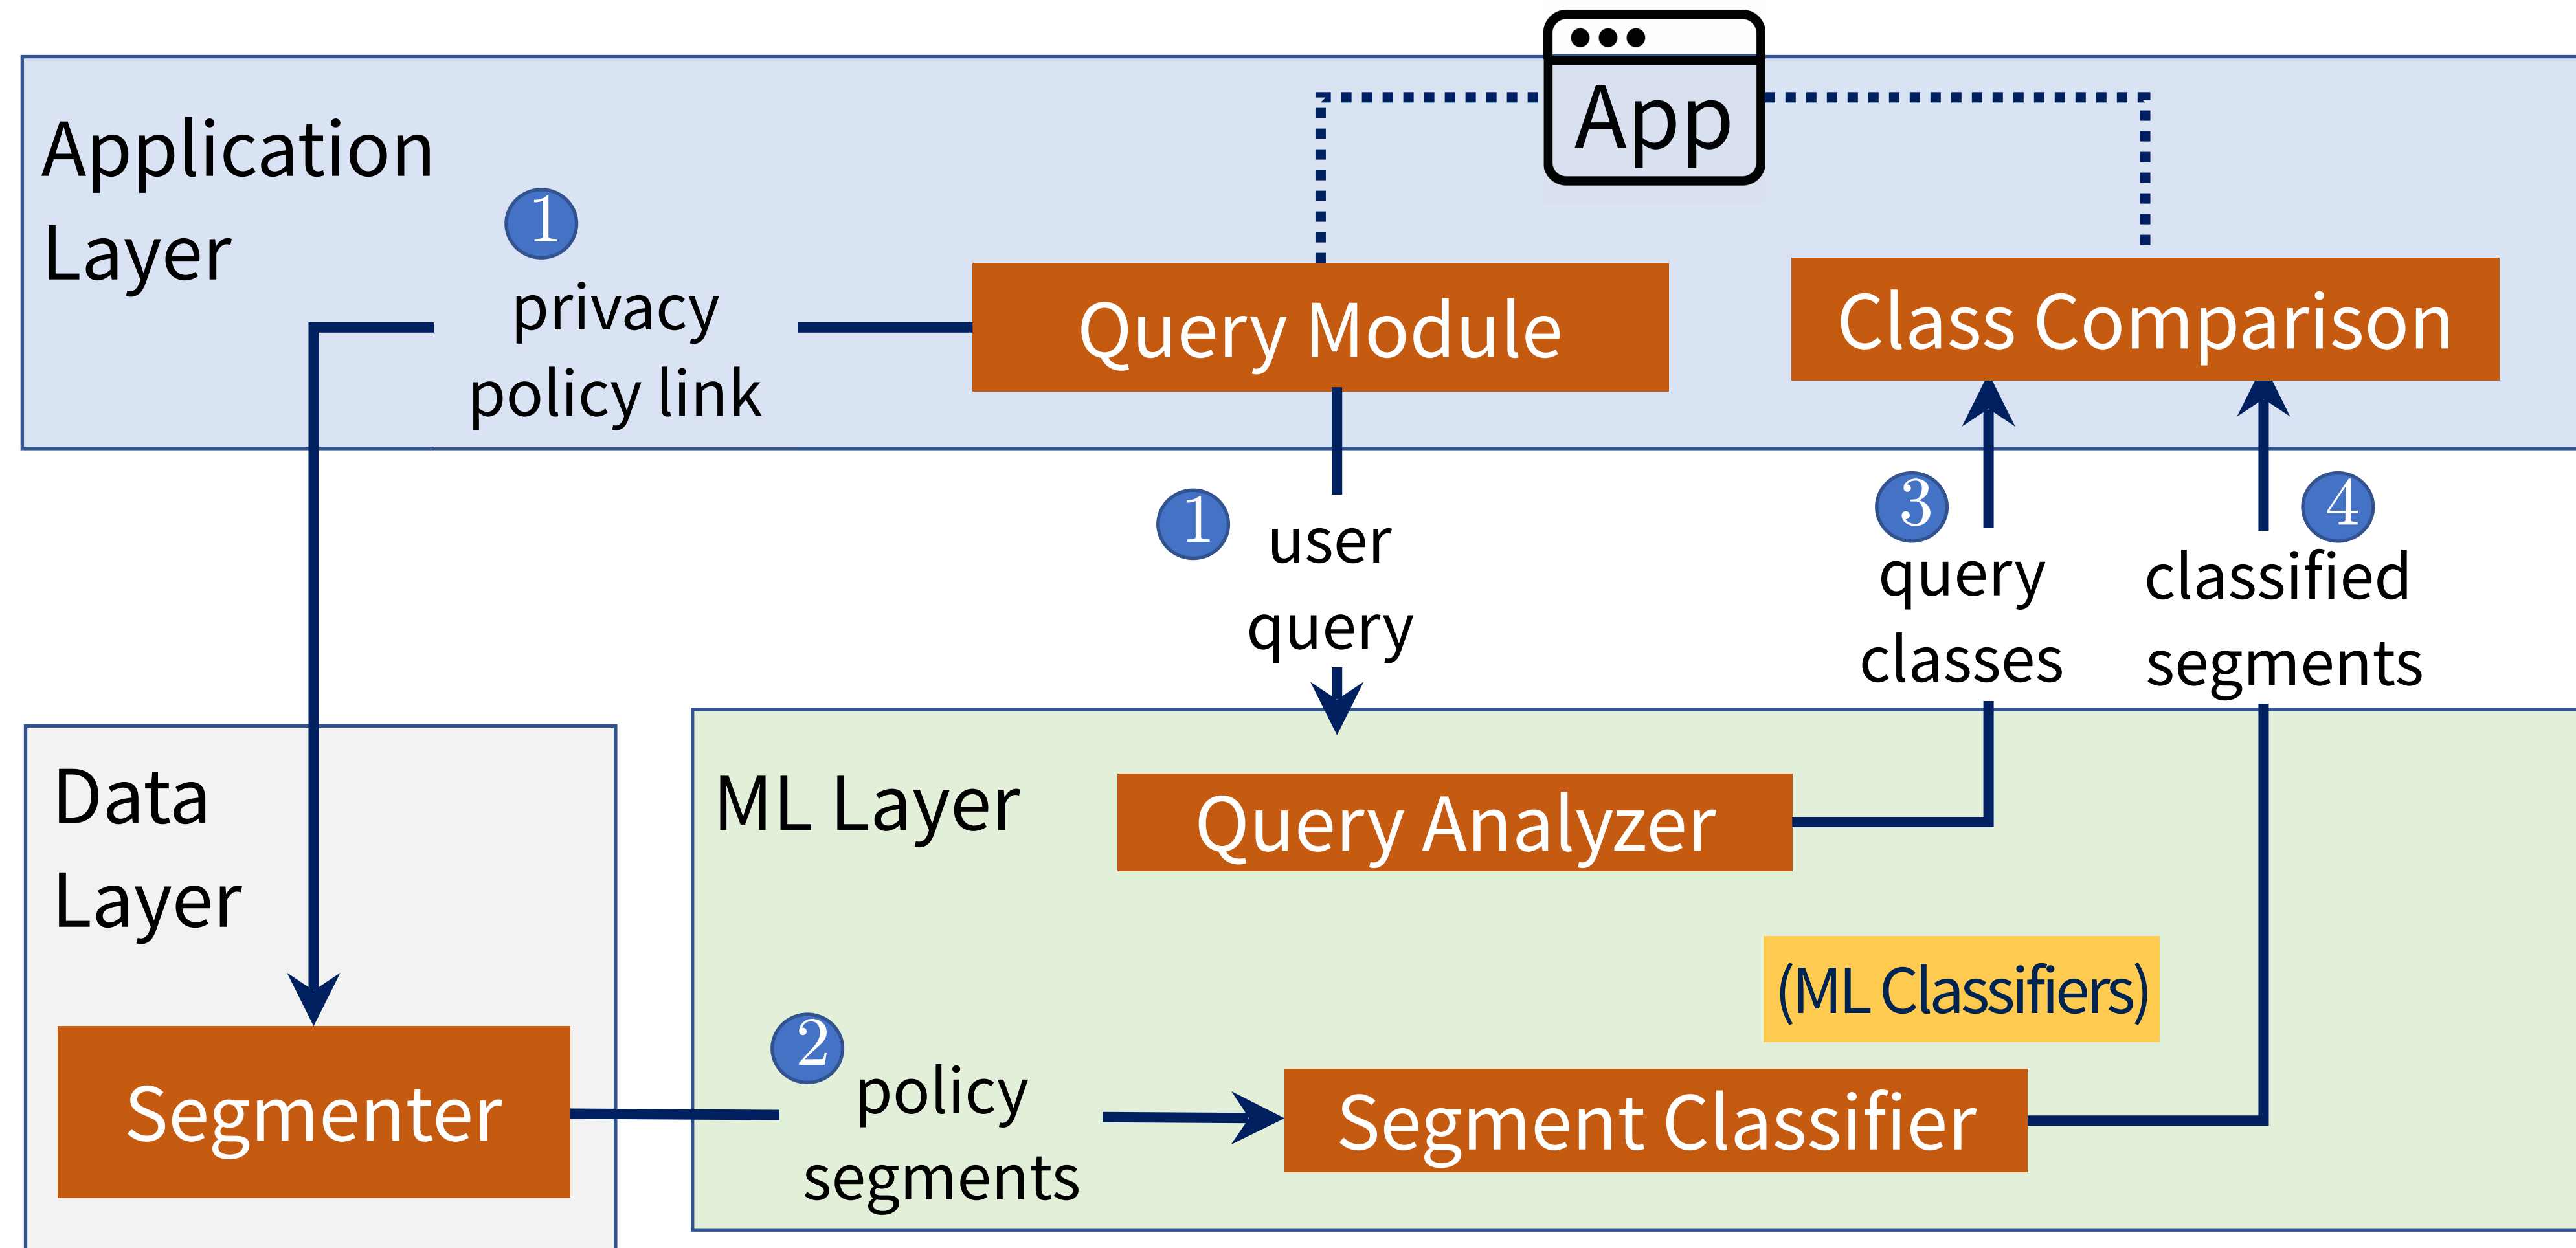 App
Application
Layer
1
privacy
policy link
Query Module
Class Comparison
1
user
query
3
query
classes
4
classified
segments
Data
Layer
ML Layer
Query Analyzer
(ML Classifiers)
Segmenter
2
policy
segments
Segment Classifier